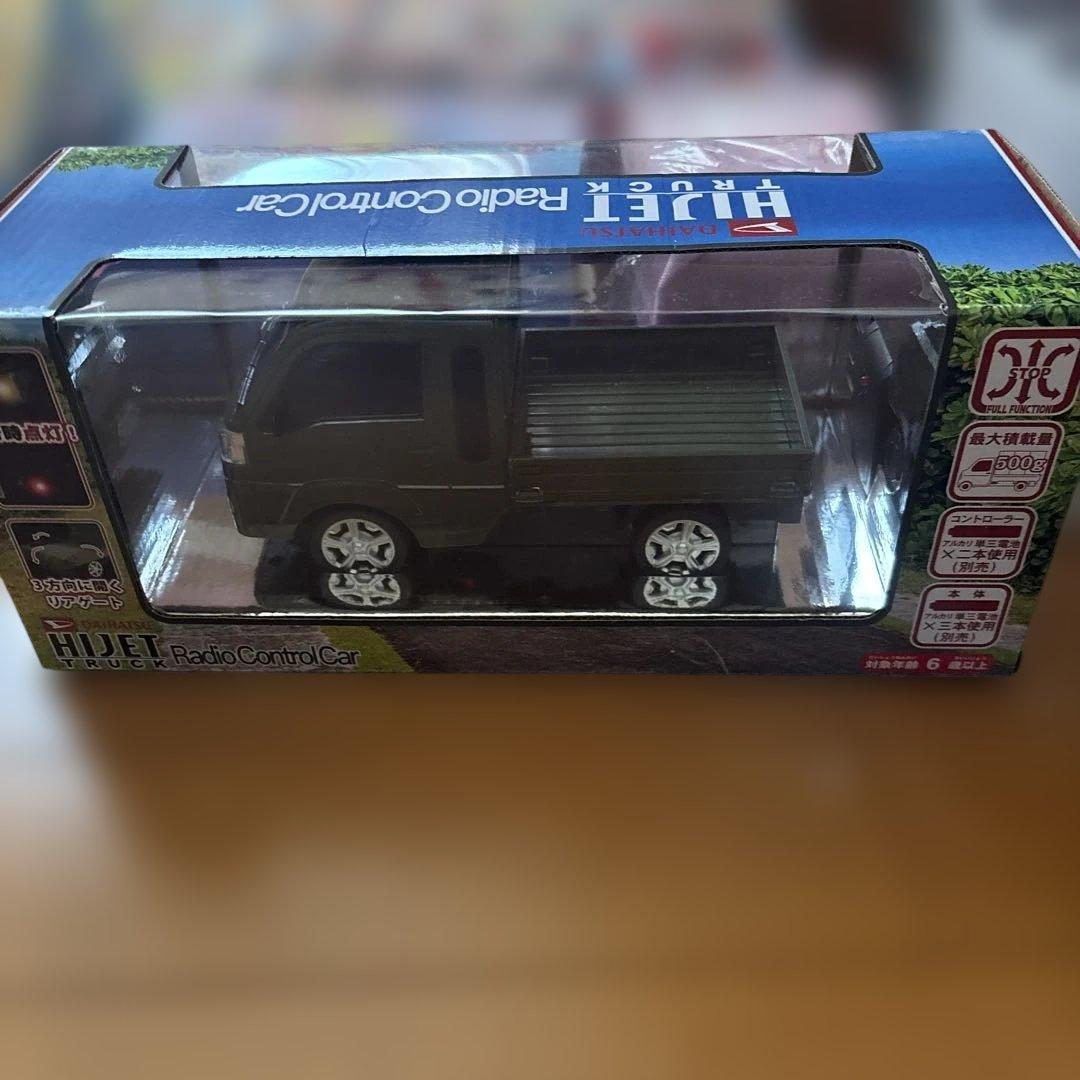 DAIHATSU
HIJET
TRUCK
Radio Control Car
時点灯!
3方向に開く
リアゲート
STOP
FULL FUNCTION
最大積載量
500g
コントローラー
アルカリ単三電池
×二本使用
(別売)
本体
アルカリ単三電池
×三本使用
(別売)
DAIHATSU
HIJET
TRUCK
Radio Control Car
対象年齢 6 歳以上